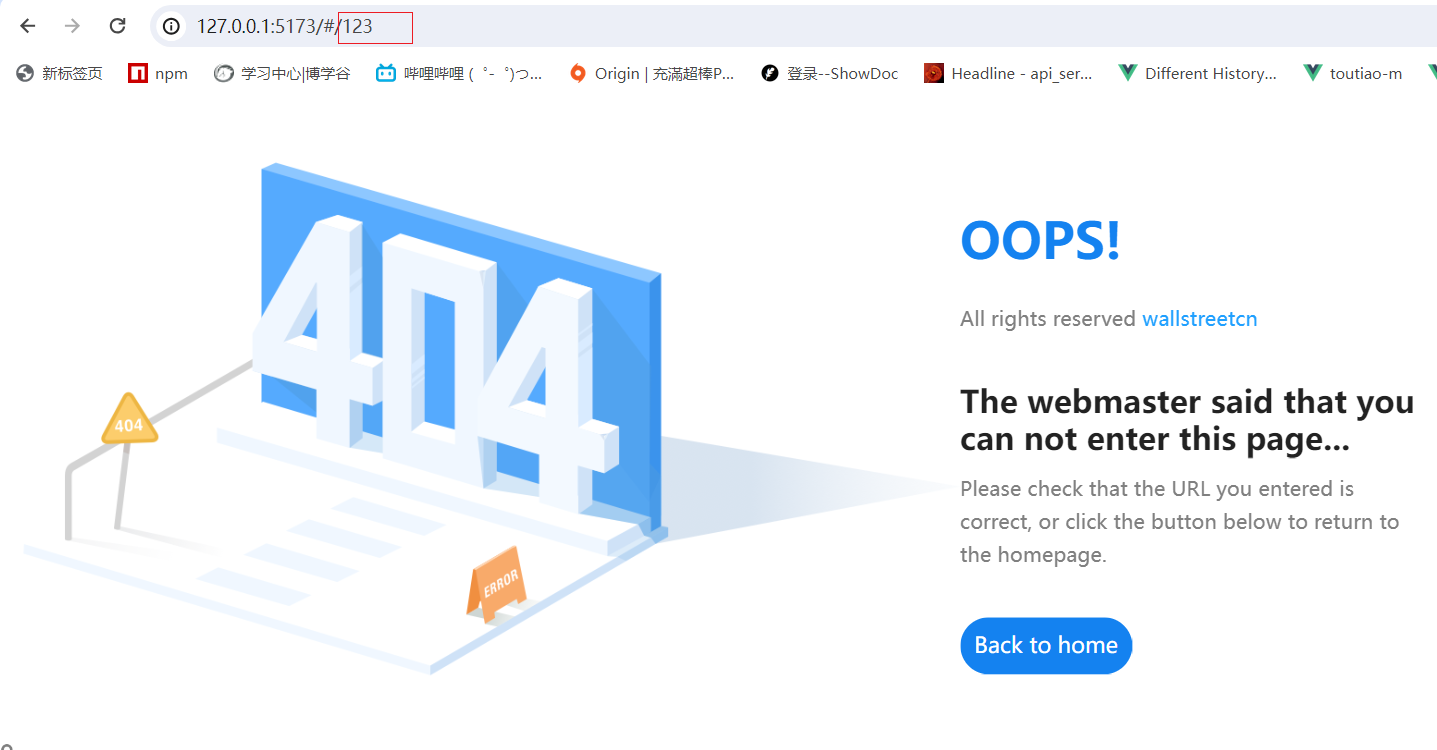 127.0.0.1:5173/#/123
新标签页 npm 学习中心|博学谷 哔哩哔哩 ( ゜- ゜)つ... Origin | 充滿超棒P... 登录--ShowDoc Headline - api_ser... Different History... toutiao-m
404
404
ERROR
OOPS!
All rights reserved wallstreetcn
The webmaster said that you
can not enter this page...
Please check that the URL you entered is
correct, or click the button below to return to
the homepage.
Back to home